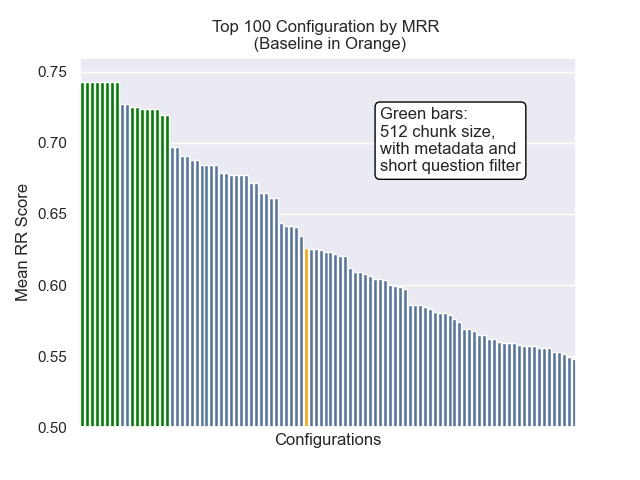 Top 100 Configuration by MRR
(Baseline in Orange)
Mean RR Score
0.75
0.70
0.65
0.60
0.55
0.50
Green bars:
512 chunk size,
with metadata and
short question filter
Configurations